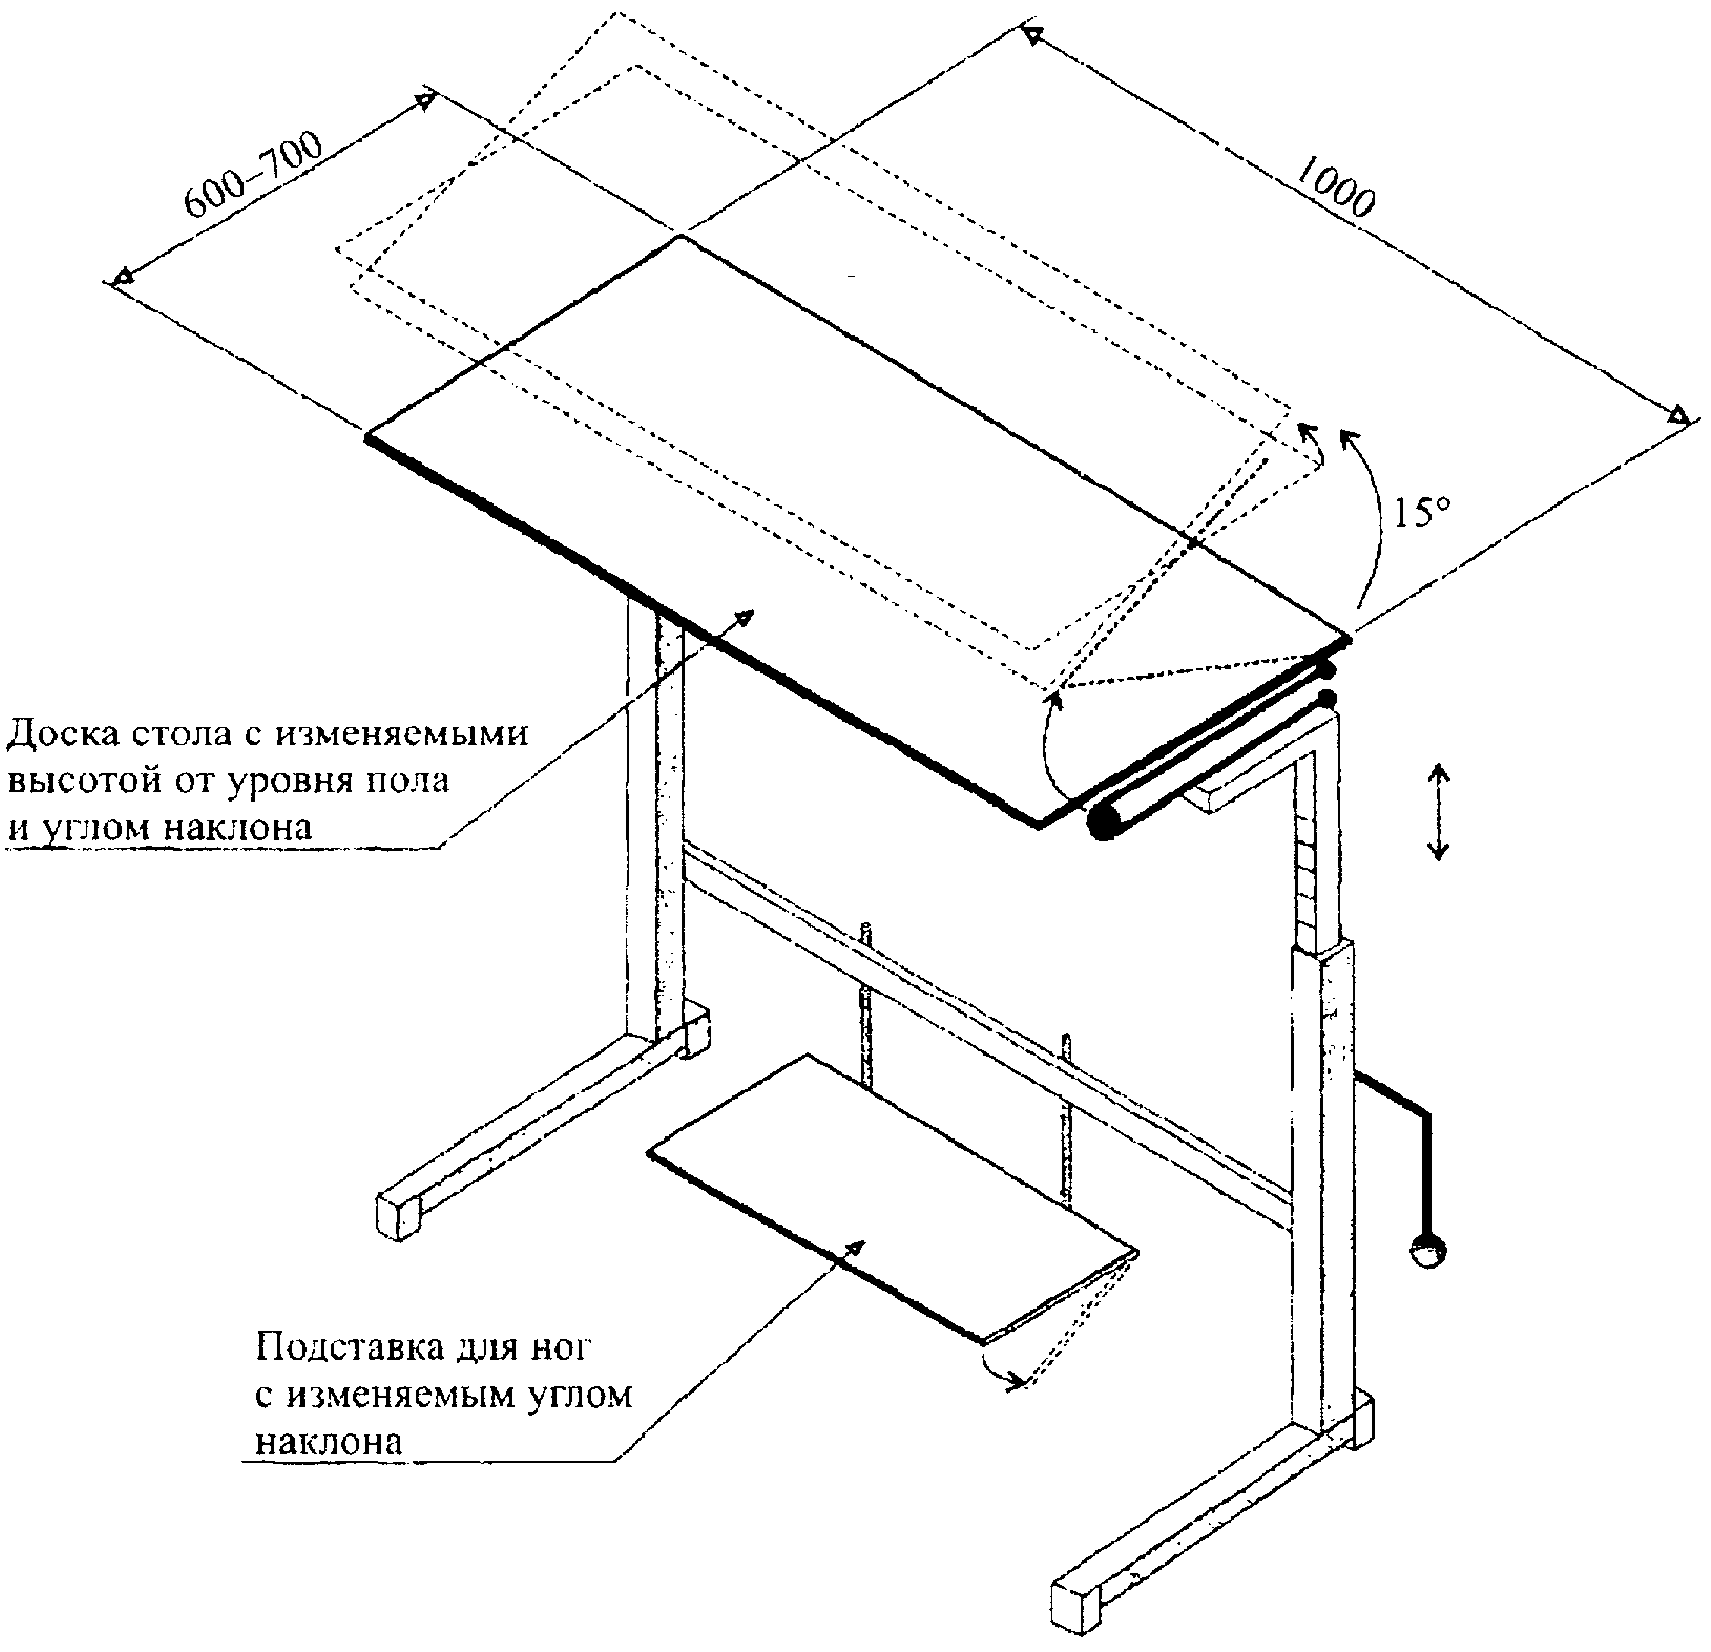 600–700
1000
15°
Доска стола с изменяемыми
высотой от уровня пола
и углом наклона
Подставка для ног
с изменяемым углом
наклона